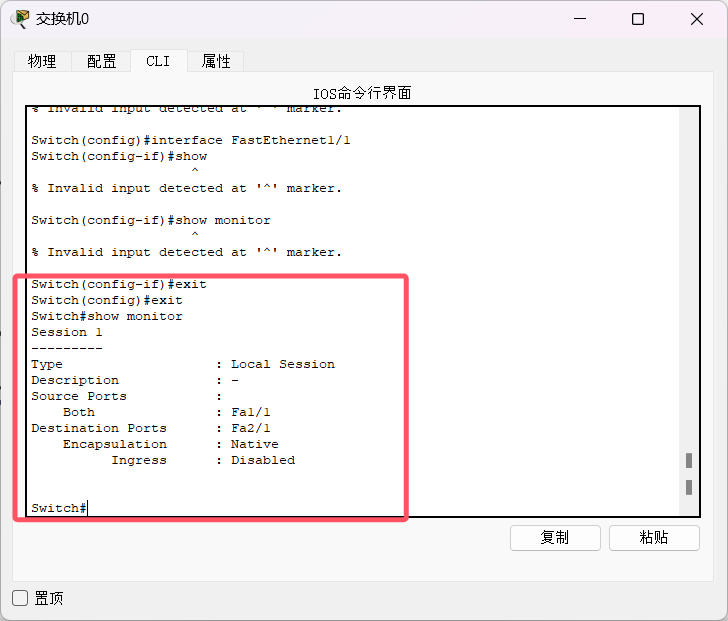 交换机0
物理 配置 CLI 属性
IOS命令行界面
% Invalid input detected at '^' marker.
Switch(config)#interface FastEthernet1/1
Switch(config-if)#show
^
% Invalid input detected at '^' marker.
Switch(config-if)#show monitor
^
% Invalid input detected at '^' marker.
Switch(config-if)#exit
Switch(config)#exit
Switch#show monitor
Session 1
---------
Type : Local Session
Description : -
Source Ports :
Both : Fa1/1
Destination Ports : Fa2/1
Encapsulation : Native
Ingress : Disabled
Switch#
复制 粘贴
置顶